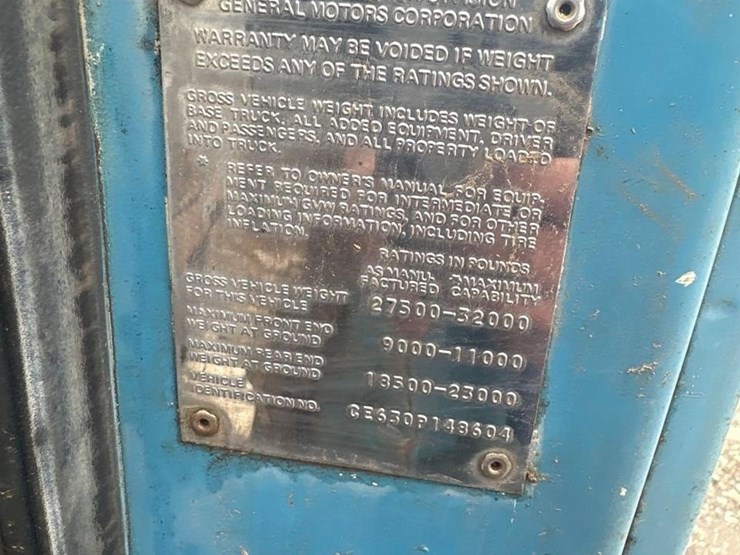 GENERAL MOTORS CORPORATION
WARRANTY MAY BE VOIDED IF WEIGHT
EXCEEDS ANY OF THE RATINGS SHOWN.
GROSS VEHICLE WEIGHT INCLUDES WEIGHT OF
BASE TRUCK, ALL ADDED EQUIPMENT, DRIVER
AND PASSENGERS, AND ALL PROPERTY LOADED
INTO TRUCK.
* REFER TO OWNER'S MANUAL FOR EQUIP-
MENT REQUIRED FOR INTERMEDIATE OR
MAXIMUM GVW RATINGS, AND FOR OTHER
LOADING INFORMATION, INCLUDING TIRE
INFLATION.
RATINGS IN POUNDS
AS MANU- *MAXIMUM
FACTURED CAPABILITY
GROSS VEHICLE WEIGHT
FOR THIS VEHICLE 27500-32000
MAXIMUM FRONT END
WEIGHT AT GROUND 9000-11000
MAXIMUM REAR END
WEIGHT AT GROUND 18500-23000
VEHICLE
IDENTIFICATION NO. CE630P148604